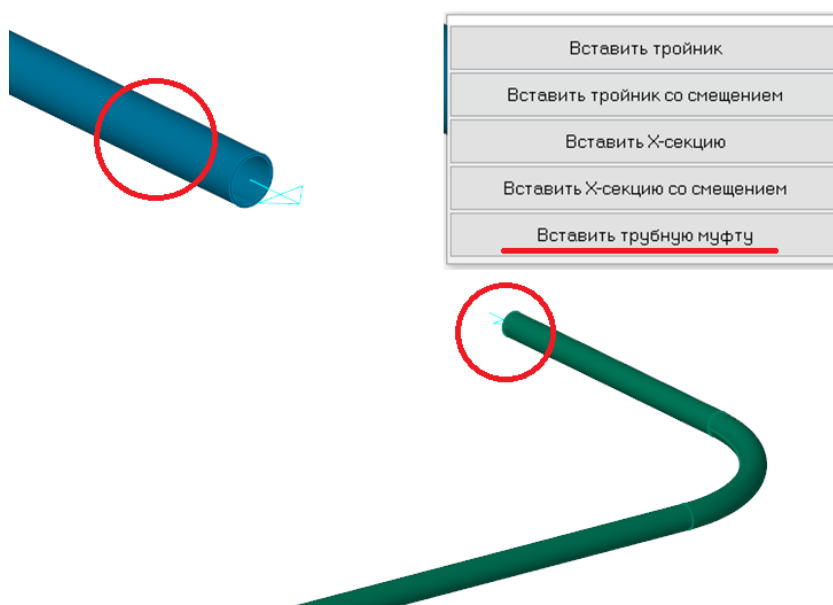 Вставить тройник
Вставить тройник со смещением
Вставить X-секцию
Вставить X-секцию со смещением
Вставить трубную муфту